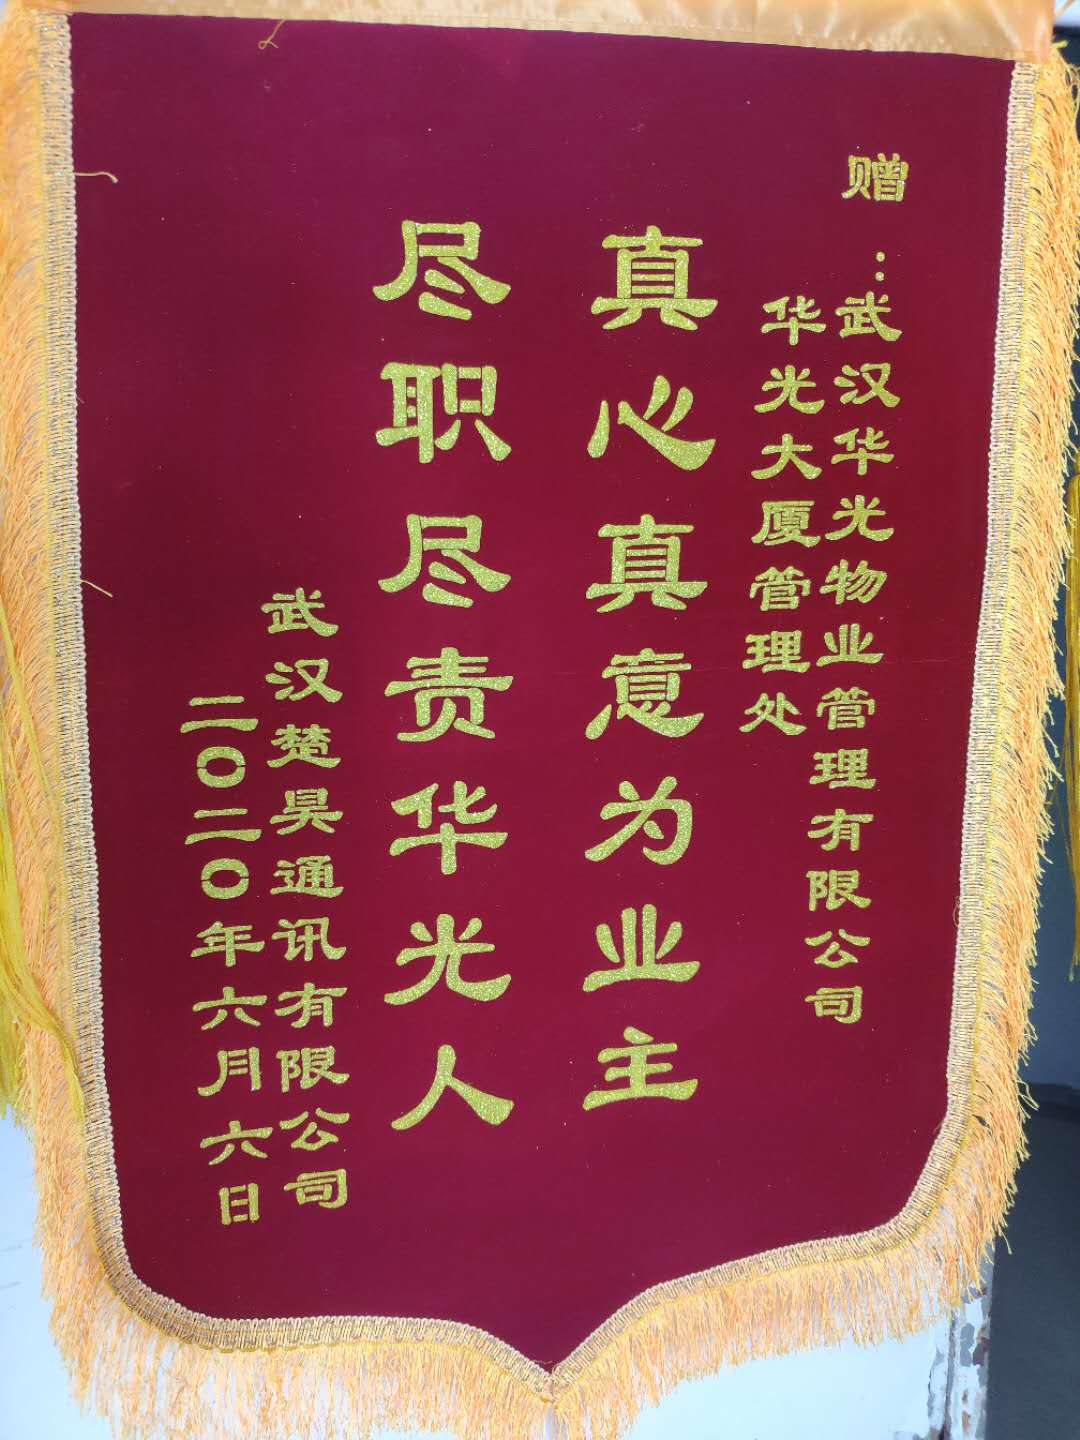 赠：武汉华光物业管理有限公司
华光大厦管理处
真心真意为业主
尽职尽责华光人
武汉楚昊通讯有限公司
二〇二〇年六月六日